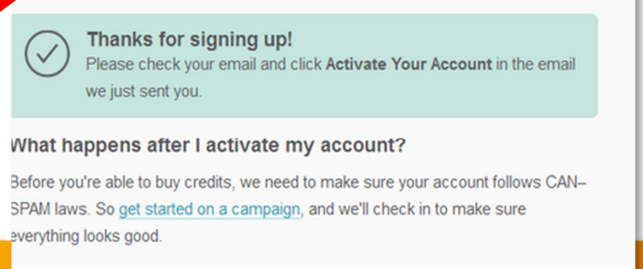 Thanks for signing up!
Please check your email and click Activate Your Account in the email
we just sent you.
What happens after I activate my account?
Before you're able to buy credits, we need to make sure your account follows CAN–
SPAM laws. So get started on a campaign, and we'll check in to make sure
everything looks good.